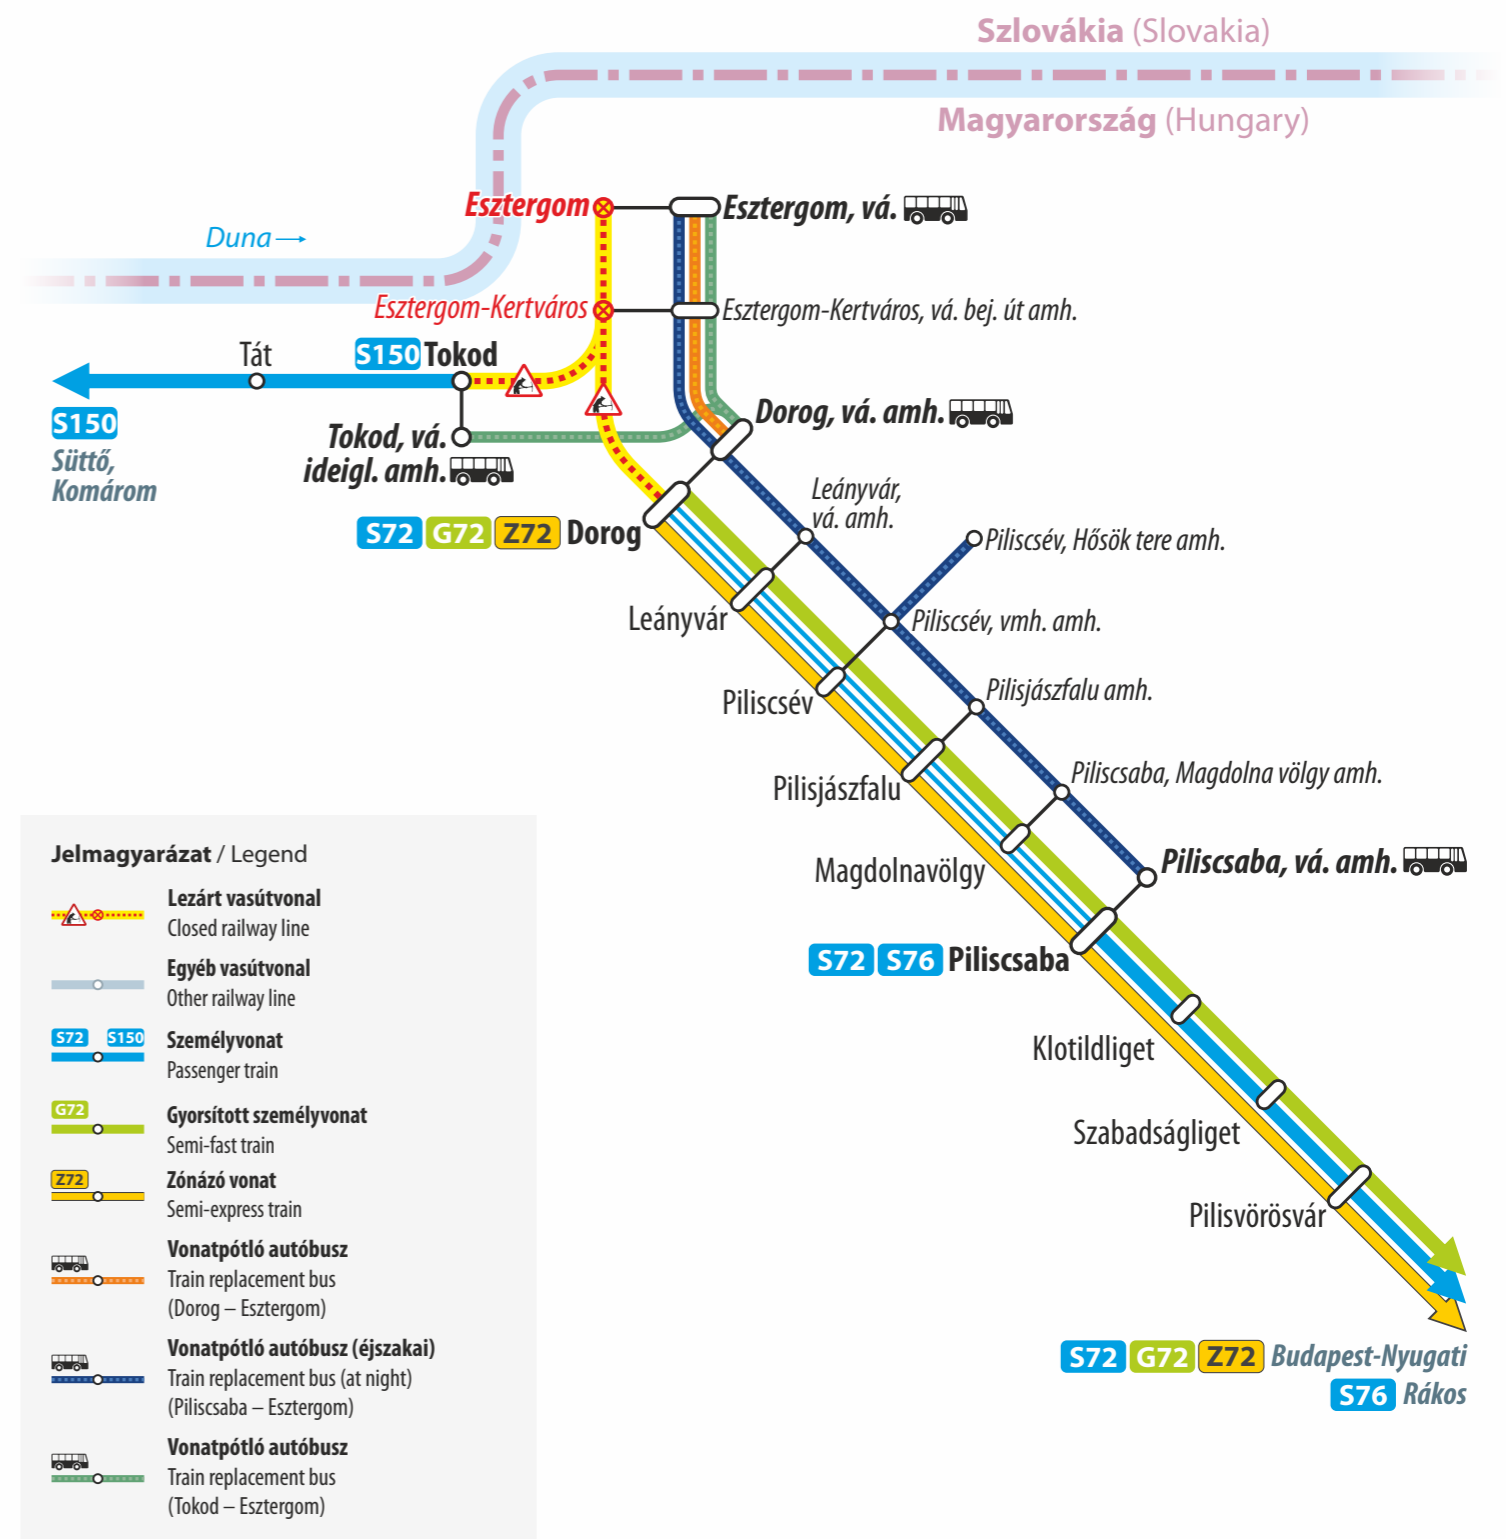 Szlovákia (Slovakia)
Magyarország (Hungary)
Duna
Esztergom
Esztergom, vá.
Esztergom-Kertváros
Esztergom-Kertváros, vá. bej. út amh.
Tát
S150 Tokod
S150
Süttő,
Komárom
Tokod, vá.
ideigl. amh.
Dorog, vá. amh.
S72 G72 Z72 Dorog
Leányvár,
vá. amh.
Piliscsév, Hősök tere amh.
Leányvár
Piliscsév, vmh. amh.
Piliscsév
Pilisjászfalu amh.
Pilisjászfalu
Piliscsaba, Magdolna völgy amh.
Magdolnavölgy
Piliscsaba, vá. amh.
S72 S76 Piliscsaba
Klotildliget
Szabadságliget
Pilisvörösvár
S72 G72 Z72 Budapest-Nyugati
S76 Rákos
Jelmagyarázat / Legend
Lezárt vasútvonal
Closed railway line
Egyéb vasútvonal
Other railway line
S72 S150
Személyvonat
Passenger train
G72
Gyorsított személyvonat
Semi-fast train
Z72
Zónázó vonat
Semi-express train
Vonatpótló autóbusz
Train replacement bus
(Dorog – Esztergom)
Vonatpótló autóbusz (éjszakai)
Train replacement bus (at night)
(Piliscsaba – Esztergom)
Vonatpótló autóbusz
Train replacement bus
(Tokod – Esztergom)